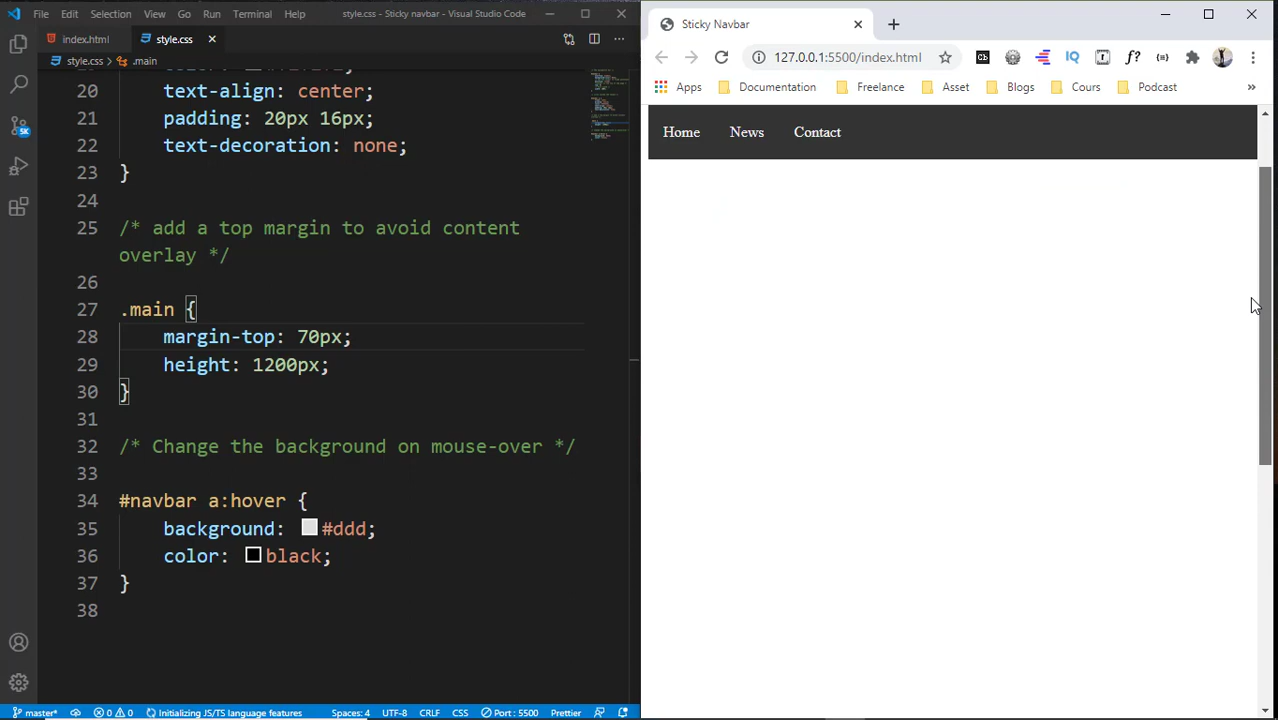 File Edit Selection View Go Run Terminal Help style.css - Sticky navbar - Visual Studio Code
index.html style.css
style.css > .main
20 text-align: center;
21 padding: 20px 16px;
22 text-decoration: none;
23 }
24
25 /* add a top margin to avoid content
overlay */
26
27 .main {
28 margin-top: 70px;
29 height: 1200px;
30 }
31
32 /* Change the background on mouse-over */
33
34 #navbar a:hover {
35 background: #ddd;
36 color: black;
37 }
38
master* 0 0 Initializing JS/TS language features Spaces: 4 UTF-8 CRLF CSS Port : 5500 Prettier
Sticky Navbar
127.0.0.1:5500/index.html
Apps Documentation Freelance Asset Blogs Cours Podcast
Home News Contact